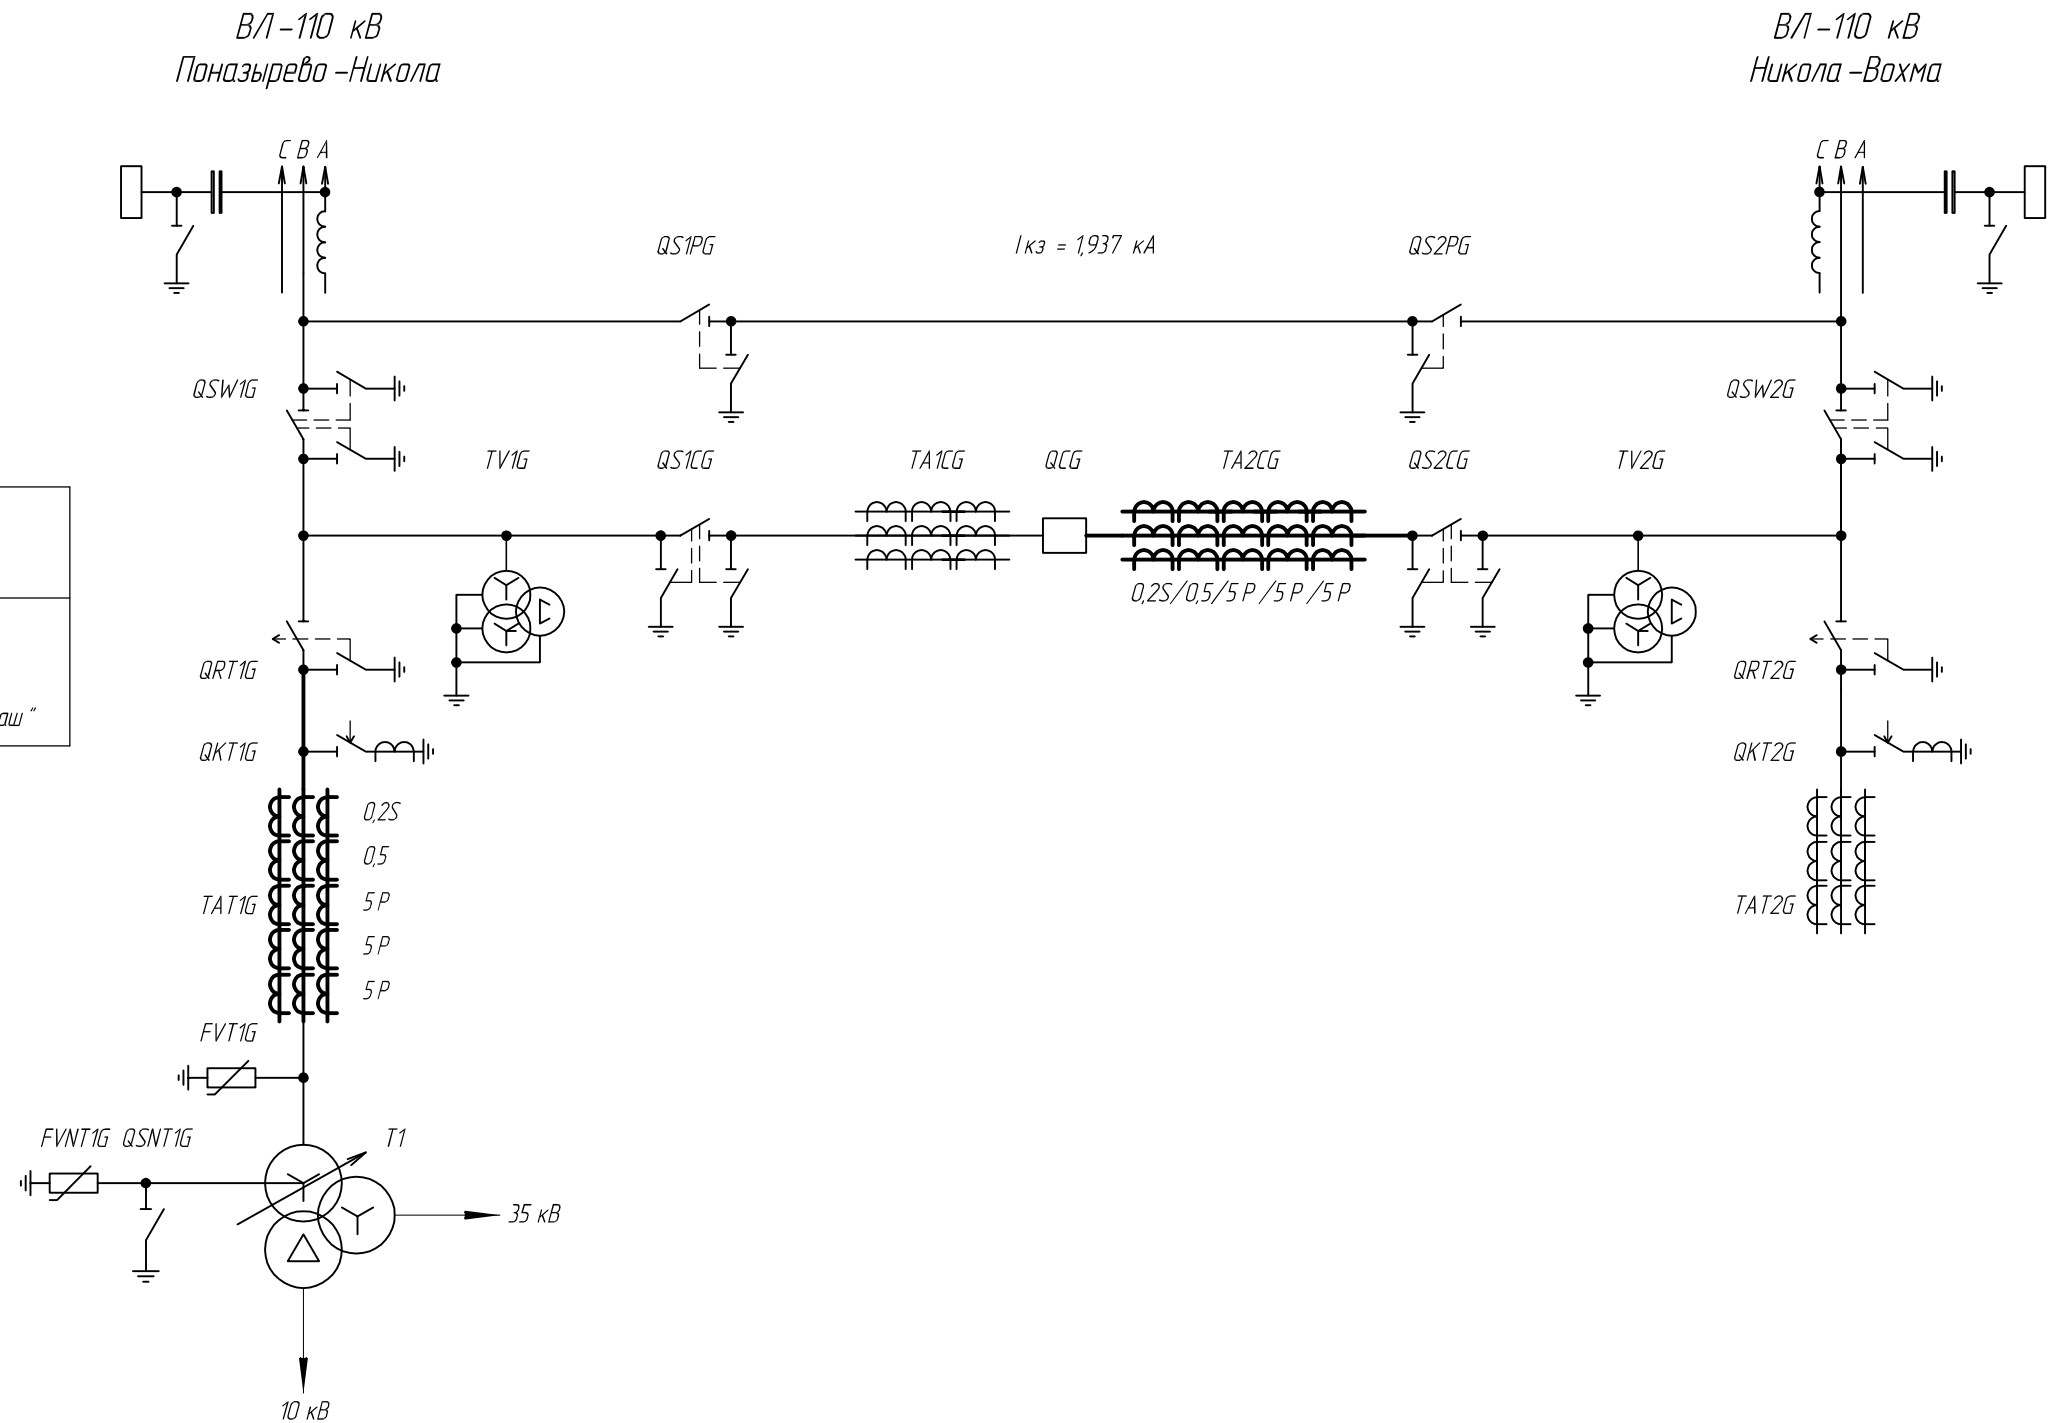 ВЛ-110 кВ
Поназырево-Никола
ВЛ-110 кВ
Никола-Вохма
С В А
С В А
QS1PG
Iкз = 1,937 кА
QS2PG
QSW1G
QSW2G
TV1G
QS1CG
TA1CG
QCG
TA2CG
QS2CG
TV2G
0,2S/0,5/5Р/5Р/5Р
QRT1G
QRT2G
аш"
QKT1G
QKT2G
0,2S
0,5
TAT1G
5Р
TAT2G
5Р
5Р
FVT1G
FVNT1G QSNT1G
T1
35 кВ
10 кВ